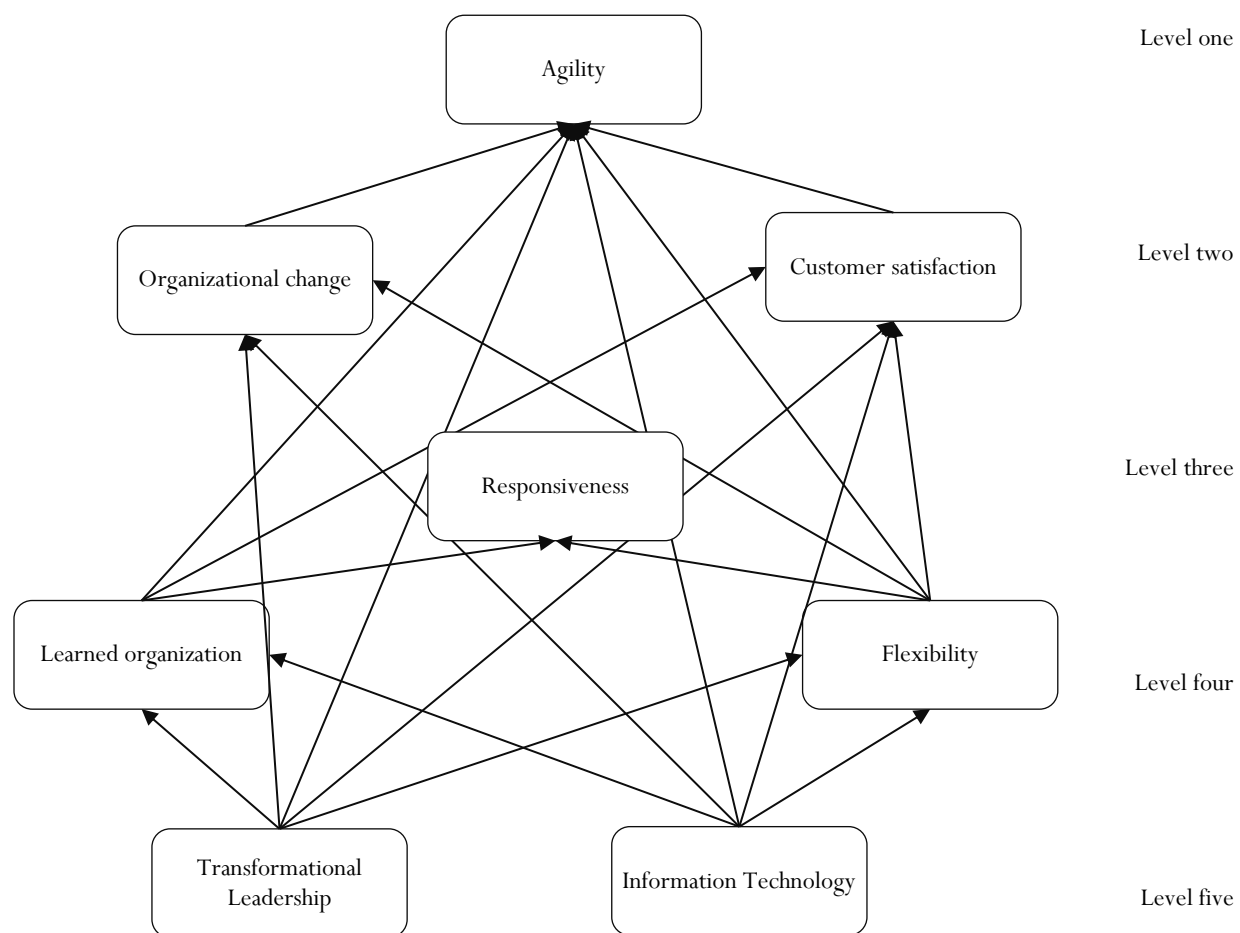 Level one
Agility
Level two
Organizational change
Customer satisfaction
Level three
Responsiveness
Learned organization
Flexibility
Level four
Transformational
Leadership
Information Technology
Level five